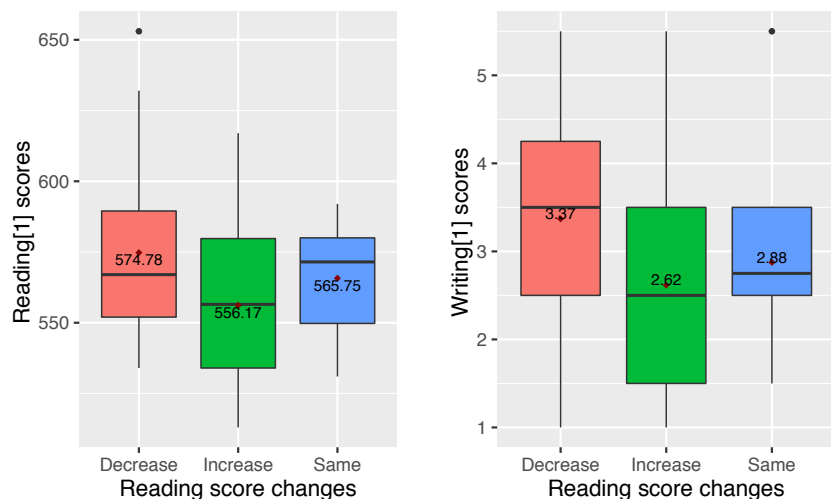 Reading[1] scores
650
600
550
574.78
556.17
565.75
Decrease Increase Same
Reading score changes
Writing[1] scores
5
4
3
2
1
3.37
2.62
2.88
Decrease Increase Same
Reading score changes